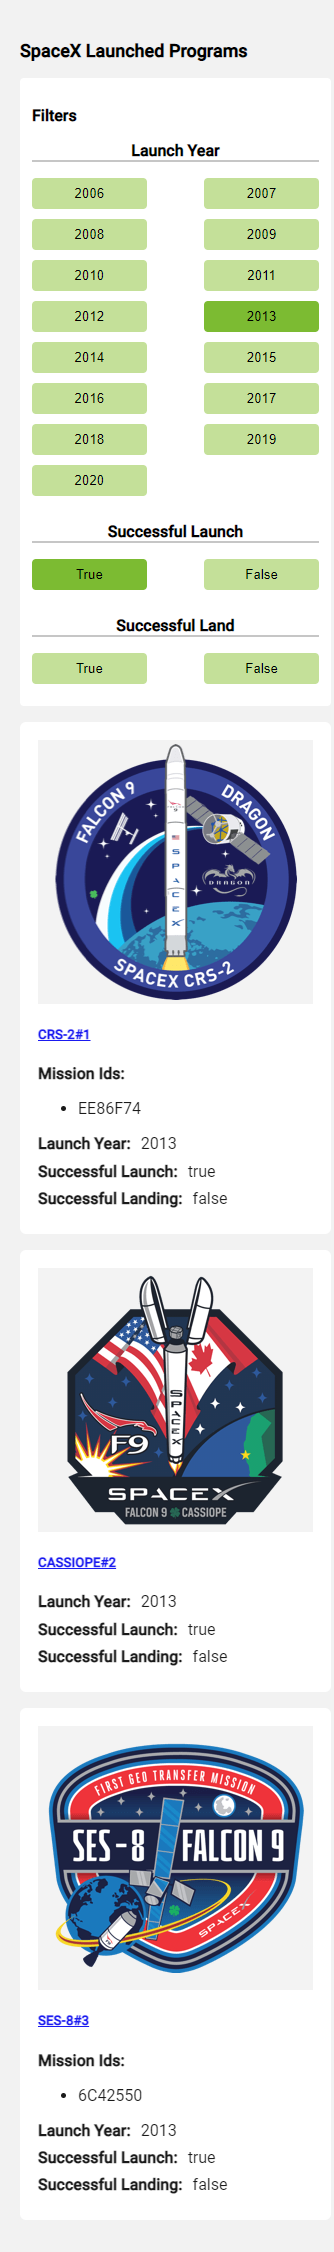 SpaceX Launched Programs
Filters
Launch Year
2006 2007
2008 2009
2010 2011
2012 2013
2014 2015
2016 2017
2018 2019
2020
Successful Launch
True False
Successful Land
True False
FALCON 9 DRAGON
SPACEX
DRAGON
SPACEX CRS-2
CRS-2#1
Mission Ids:
• EE86F74
Launch Year: 2013
Successful Launch: true
Successful Landing: false
SPACEX
F9
SPACEX
FALCON 9 CASSIOPE
CASSIOPE#2
Launch Year: 2013
Successful Launch: true
Successful Landing: false
FIRST GEO TRANSFER MISSION
SES-8 FALCON 9
SPACEX
SES-8#3
Mission Ids:
• 6C42550
Launch Year: 2013
Successful Launch: true
Successful Landing: false